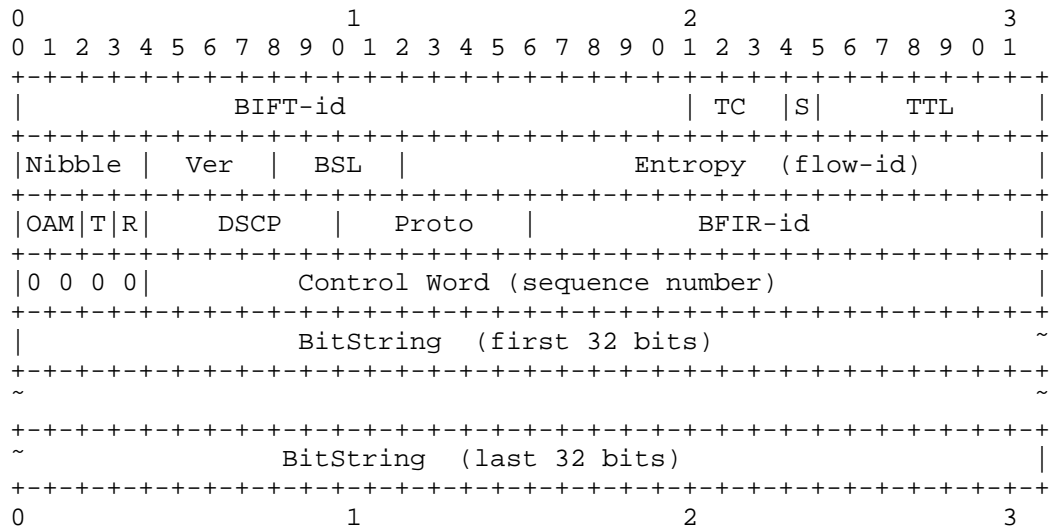 0                   1                   2                   3
0 1 2 3 4 5 6 7 8 9 0 1 2 3 4 5 6 7 8 9 0 1 2 3 4 5 6 7 8 9 0 1
+-+-+-+-+-+-+-+-+-+-+-+-+-+-+-+-+-+-+-+-+-+-+-+-+-+-+-+-+-+-+-+-+
|             BIFT-id                     | TC  |S|     TTL       |
+-+-+-+-+-+-+-+-+-+-+-+-+-+-+-+-+-+-+-+-+-+-+-+-+-+-+-+-+-+-+-+-+
|Nibble |  Ver  |  BSL  |              Entropy  (flow-id)       |
+-+-+-+-+-+-+-+-+-+-+-+-+-+-+-+-+-+-+-+-+-+-+-+-+-+-+-+-+-+-+-+-+
|OAM|T|R|    DSCP   |   Proto   |          BFIR-id              |
+-+-+-+-+-+-+-+-+-+-+-+-+-+-+-+-+-+-+-+-+-+-+-+-+-+-+-+-+-+-+-+-+
|0 0 0 0|         Control Word (sequence number)                |
+-+-+-+-+-+-+-+-+-+-+-+-+-+-+-+-+-+-+-+-+-+-+-+-+-+-+-+-+-+-+-+-+
|                 BitString  (first 32 bits)                    ~
+-+-+-+-+-+-+-+-+-+-+-+-+-+-+-+-+-+-+-+-+-+-+-+-+-+-+-+-+-+-+-+-+
~                                                               ~
+-+-+-+-+-+-+-+-+-+-+-+-+-+-+-+-+-+-+-+-+-+-+-+-+-+-+-+-+-+-+-+-+
~                BitString  (last 32 bits)                      |
+-+-+-+-+-+-+-+-+-+-+-+-+-+-+-+-+-+-+-+-+-+-+-+-+-+-+-+-+-+-+-+-+
0                   1                   2                   3